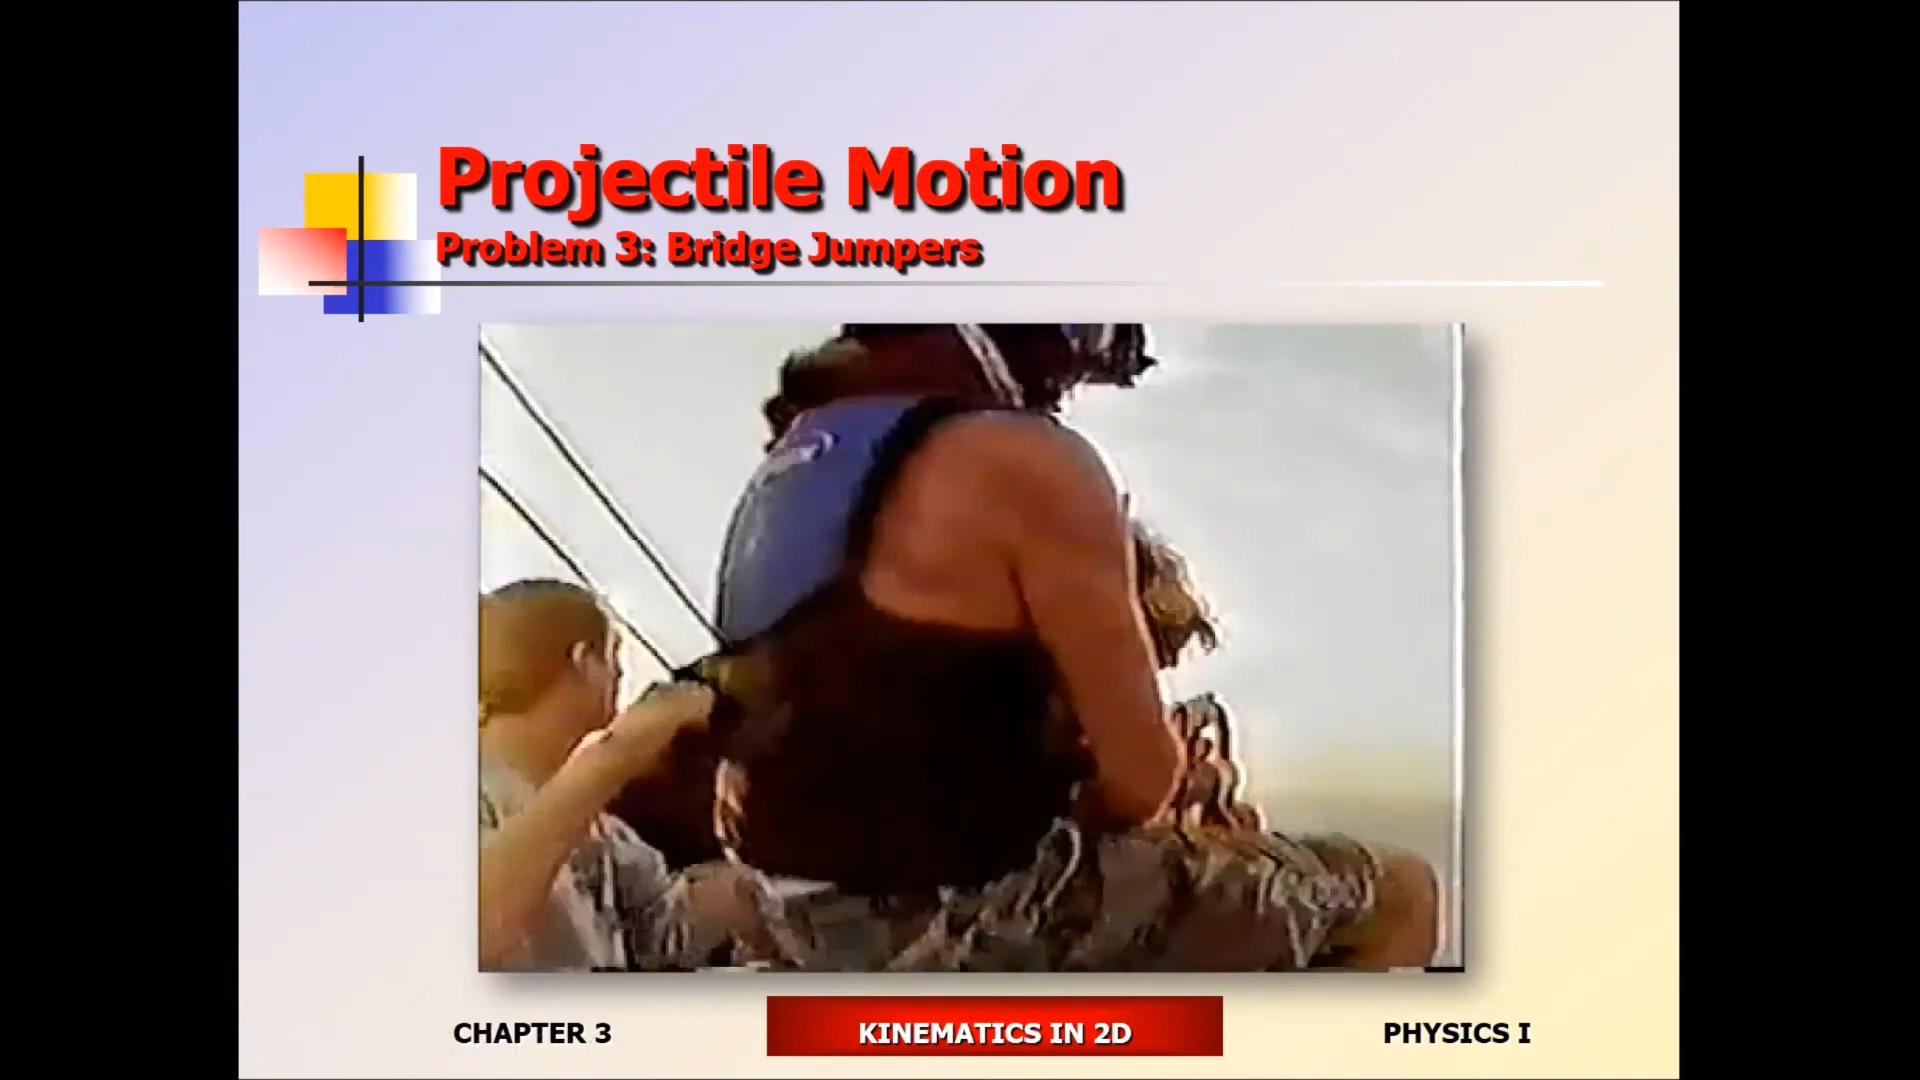 Projectile Motion
Problem 3: Bridge Jumpers
CHAPTER 3
KINEMATICS IN 2D
PHYSICS I